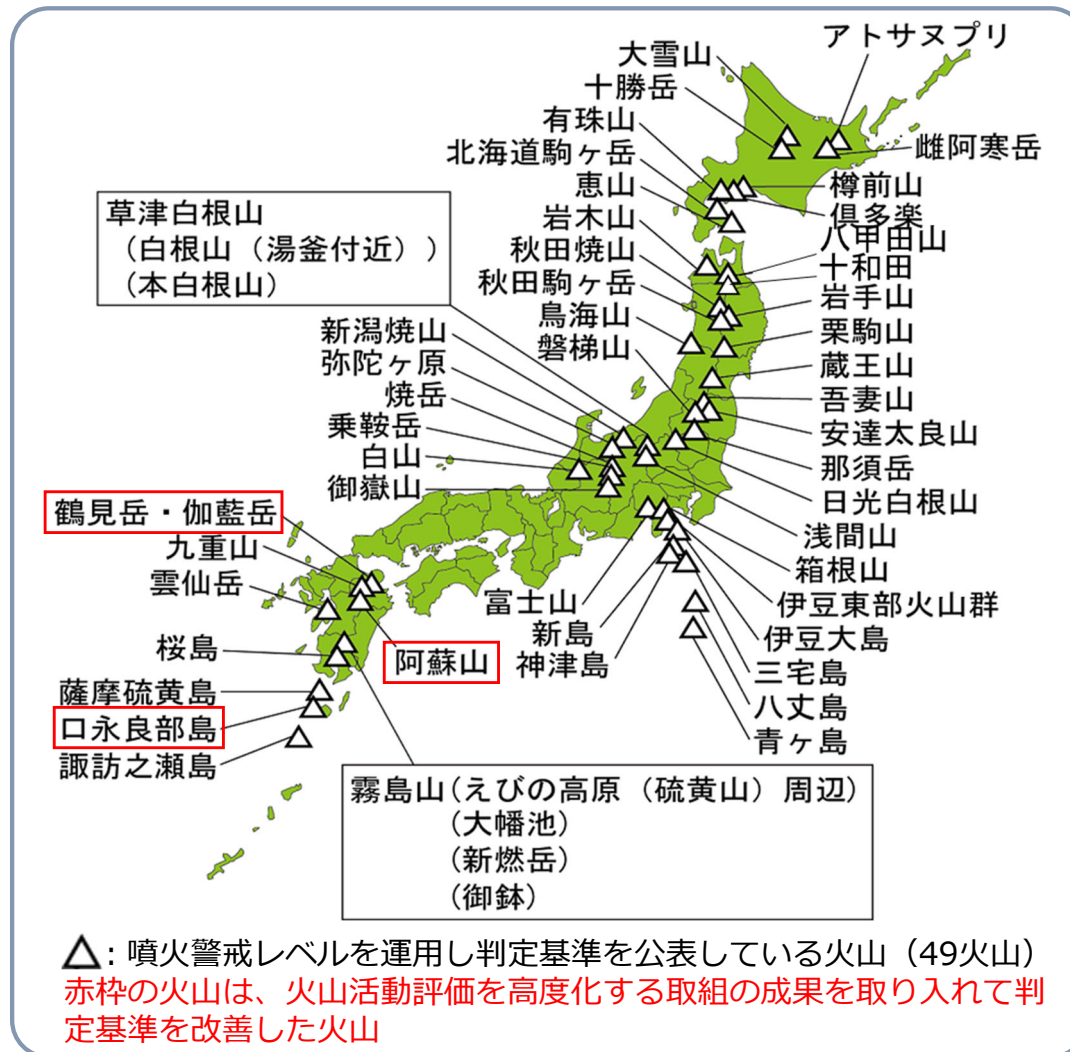 アトサヌプリ
大雪山
十勝岳
有珠山
北海道駒ヶ岳
恵山
岩木山
秋田焼山
秋田駒ヶ岳
鳥海山
磐梯山
雌阿寒岳
樽前山
倶多楽
八甲田山
十和田
岩手山
栗駒山
蔵王山
吾妻山
安達太良山
那須岳
日光白根山
浅間山
箱根山
伊豆東部火山群
伊豆大島
三宅島
八丈島
青ヶ島
草津白根山
（白根山（湯釜付近））
（本白根山）
新潟焼山
弥陀ヶ原
焼岳
乗鞍岳
白山
御嶽山
富士山
新島
神津島
鶴見岳・伽藍岳
九重山
雲仙岳
阿蘇山
桜島
薩摩硫黄島
口永良部島
諏訪之瀬島
霧島山(えびの高原（硫黄山）周辺)
(大幡池)
(新燃岳)
(御鉢)
△：噴火警戒レベルを運用し判定基準を公表している火山（49火山）
赤枠の火山は、火山活動評価を高度化する取組の成果を取り入れて判
定基準を改善した火山